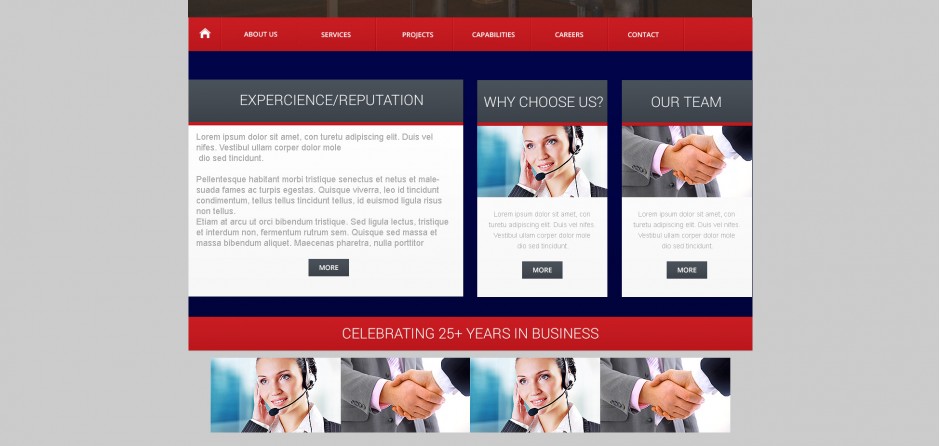 ABOUT US SERVICES PROJECTS CAPABILITIES CAREERS CONTACT
EXPERCIENCE/REPUTATION
Lorem ipsum dolor sit amet, con turetu adipiscing elit. Duis vel
nifes. Vestibul ullam corper dolor mole
dio sed tincidunt.
Pellentesque habitant morbi tristique senectus et netus et male-
suada fames ac turpis egestas. Quisque viverra, leo id tincidunt
condimentum, tellus tellus tincidunt tellus, id euismod ligula risus
non tellus.
Etiam at arcu ut orci bibendum tristique. Sed ligula lectus, tristique
et interdum non, fermentum rutrum sem. Quisque sed massa et
massa bibendum aliquet. Maecenas pharetra, nulla porttitor
MORE
WHY CHOOSE US?
Lorem ipsum dolor sit amet, con
turetu adipiscing elit. Duis vel nifes.
Vestibul ullam corper dolor mole
dio sed tincidunt.
MORE
OUR TEAM
Lorem ipsum dolor sit amet, con
turetu adipiscing elit. Duis vel nifes.
Vestibul ullam corper dolor mole
dio sed tincidunt.
MORE
CELEBRATING 25+ YEARS IN BUSINESS